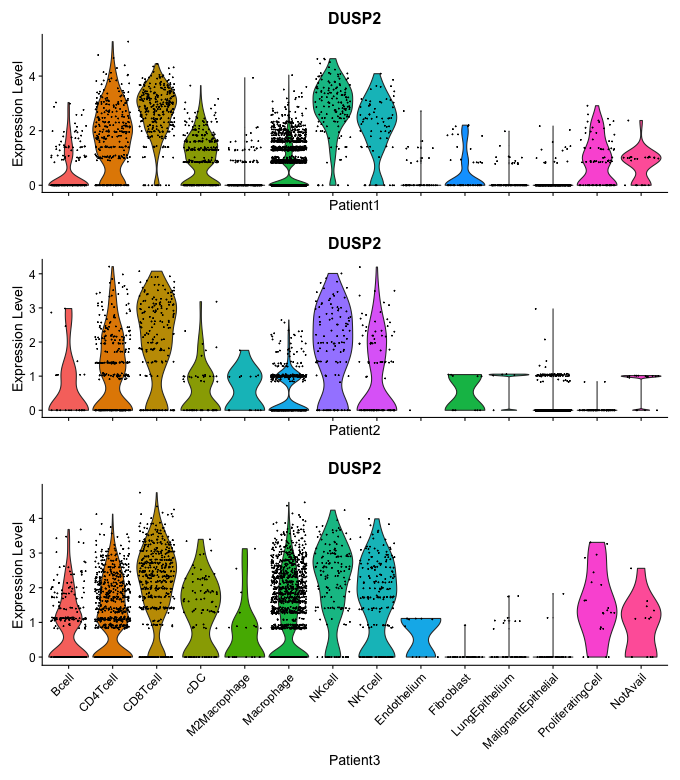 DUSP2
Expression Level
4
2
0
Patient1
DUSP2
Expression Level
4
3
2
1
0
Patient2
DUSP2
Expression Level
4
3
2
1
0
Bcell
CD4Tcell
CD8Tcell
cDC
M2Macrophage
Macrophage
NKcell
NKTcell
Endothelium
Fibroblast
LungEpithelium
MalignantEpithelial
ProliferatingCell
NotAvail
Patient3